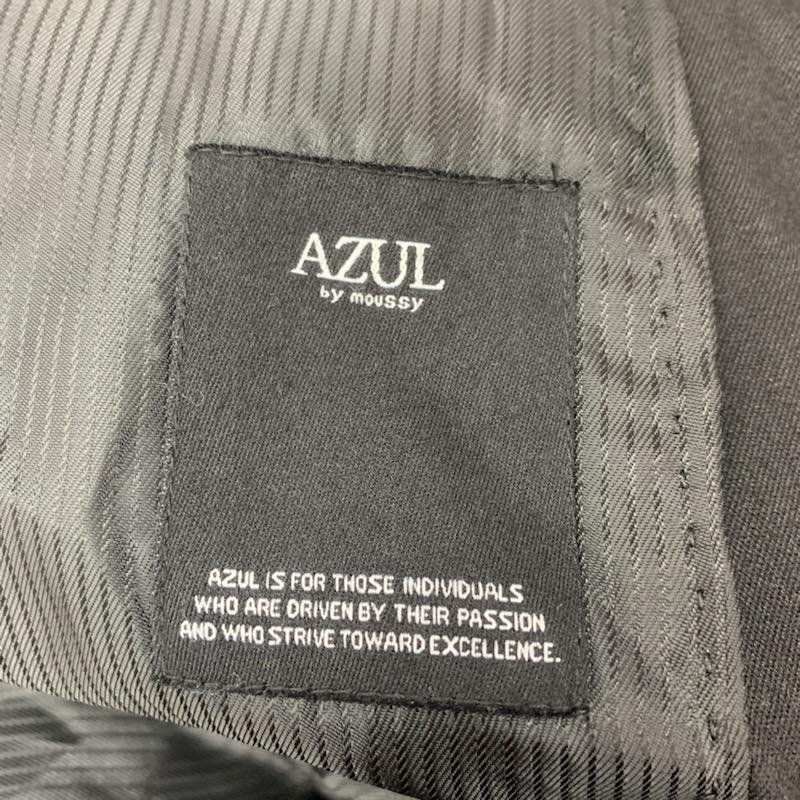 AZUL
by moussy
AZUL IS FOR THOSE INDIVIDUALS
WHO ARE DRIVEN BY THEIR PASSION
AND WHO STRIVE TOWARD EXCELLENCE.